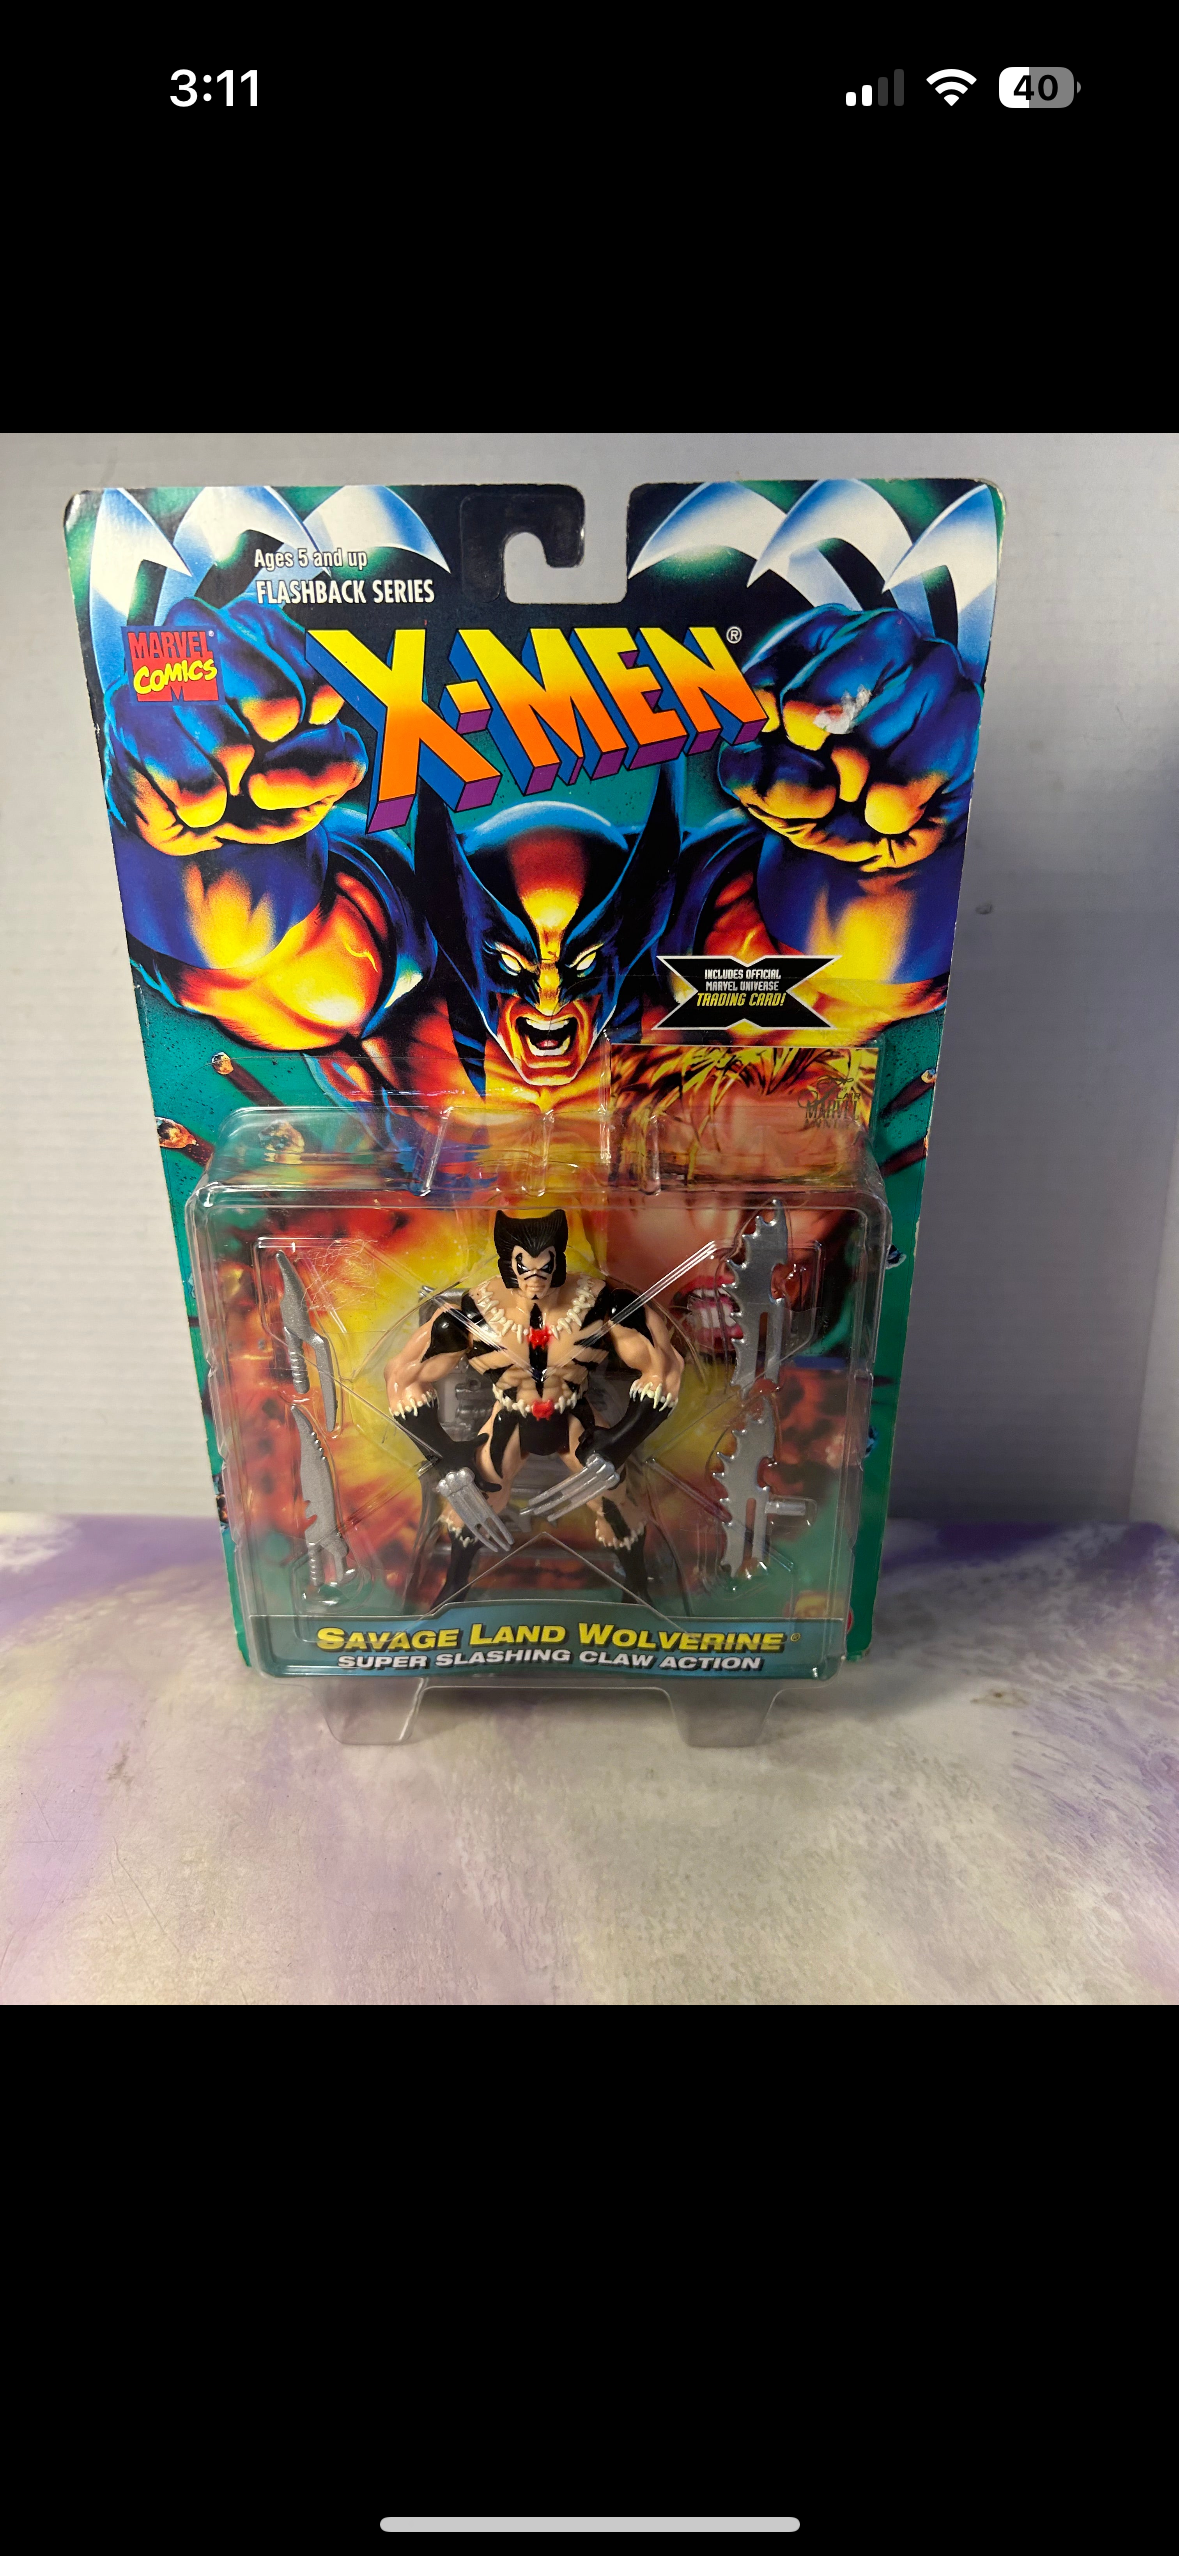 3:11
40
Ages 5 and up
FLASHBACK SERIES
MARVEL®
COMICS
X-MEN®
INCLUDES OFFICIAL
MARVEL UNIVERSE
TRADING CARD!
SAVAGE LAND WOLVERINE®
SUPER SLASHING CLAW ACTION